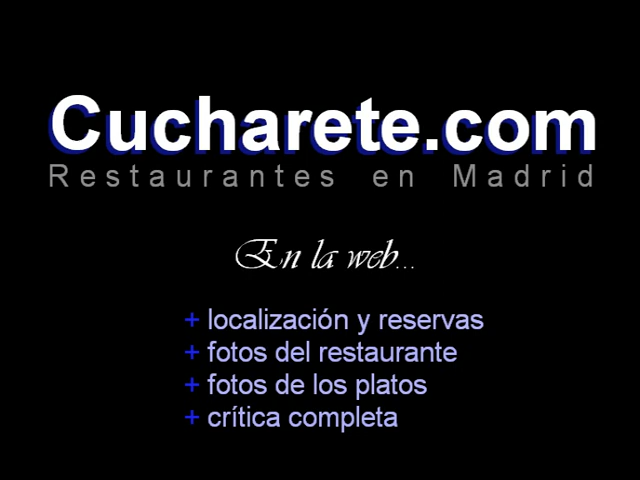 Cucharete.com
Restaurantes en Madrid
En la web...
+ localización y reservas
+ fotos del restaurante
+ fotos de los platos
+ crítica completa